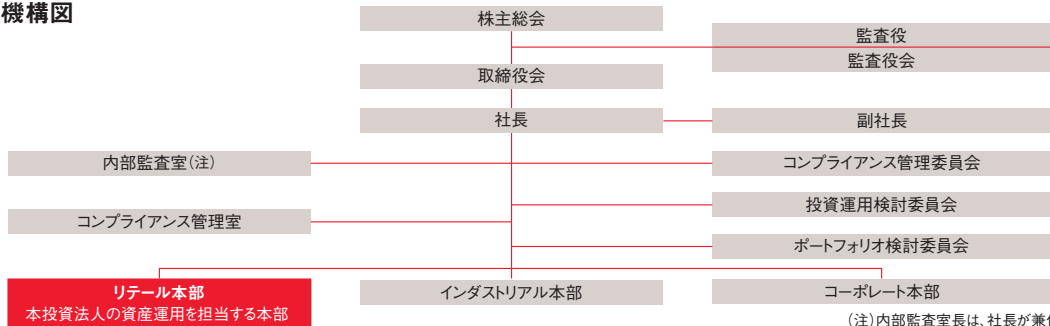 機構図
株主総会
監査役
監査役会
取締役会
社長
副社長
内部監査室(注)
コンプライアンス管理委員会
投資運用検討委員会
コンプライアンス管理室
ポートフォリオ検討委員会
リテール本部
本投資法人の資産運用を担当する本部
インダストリアル本部
コーポレート本部
(注)内部監査室長は、社長が兼